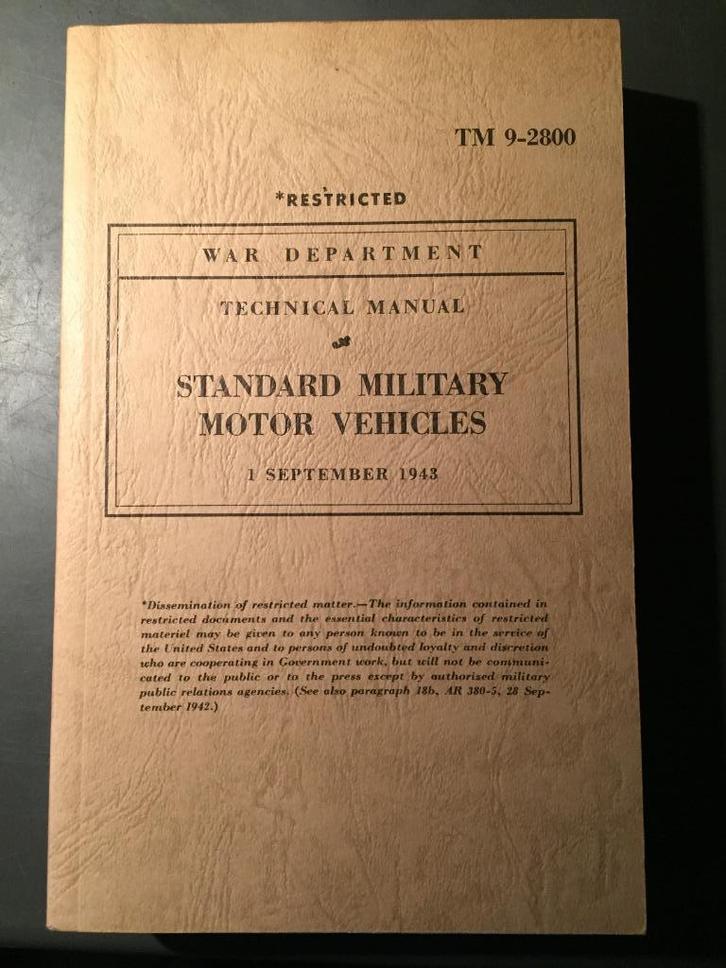 TM 9-2800
*RESTRICTED
WAR DEPARTMENT
TECHNICAL MANUAL
STANDARD MILITARY
MOTOR VEHICLES
1 SEPTEMBER 1943
*Dissemination of restricted matter.—The information contained in
restricted documents and the essential characteristics of restricted
materiel may be given to any person known to be in the service of
the United States and to persons of undoubted loyalty and discretion
who are cooperating in Government work, but will not be communi-
cated to the public or to the press except by authorized military
public relations agencies. (See also paragraph 18b, AR 380-5, 28 Sep-
tember 1942.)